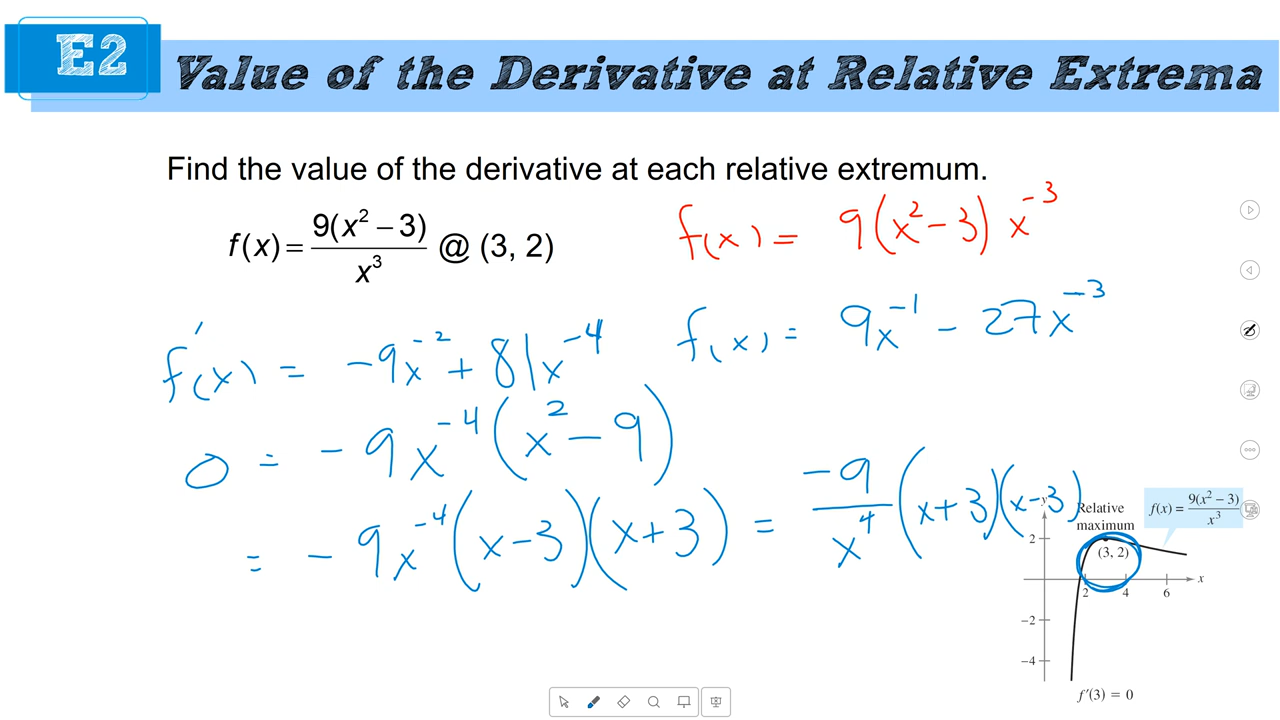 E2
Value of the Derivative at Relative Extrema
Find the value of the derivative at each relative extremum.
f(x) = 9(x² − 3) / x³ @ (3, 2)
f(x) = 9(x² − 3) x⁻³
f(x) = 9x⁻¹ − 27x⁻³
f'(x) = −9x⁻² + 81x⁻⁴
0 = −9x⁻⁴(x² − 9)
= −9x⁻⁴(x−3)(x+3) = −9/x⁴ (x+3)(x−3)
y
Relative
maximum
f(x) = 9(x² − 3) / x³
(3, 2)
2
x
2 4 6
−2
−4
f′(3) = 0